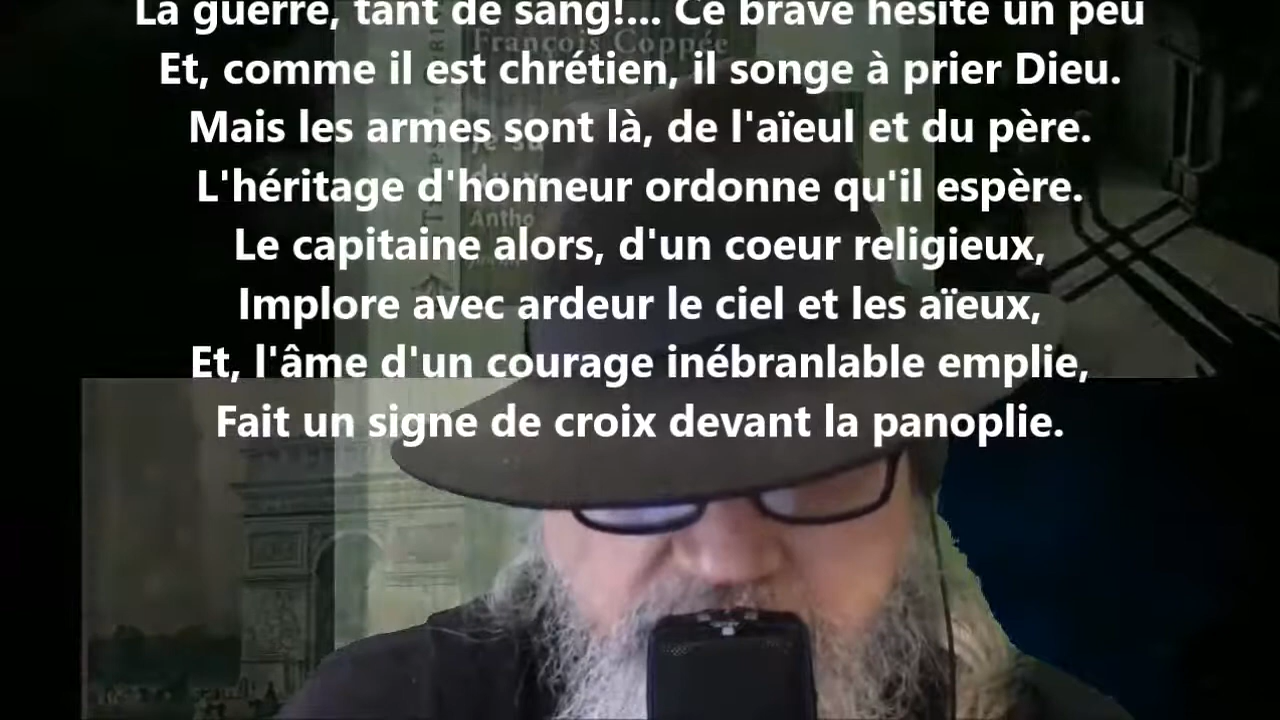 La guerre, tant de sang!... Ce brave hésite un peu
François Coppée
Et, comme il est chrétien, il songe à prier Dieu.
Mais les armes sont là, de l'aïeul et du père.
L'héritage d'honneur ordonne qu'il espère.
Antho
Le capitaine alors, d'un coeur religieux,
Implore avec ardeur le ciel et les aïeux,
Et, l'âme d'un courage inébranlable emplie,
Fait un signe de croix devant la panoplie.